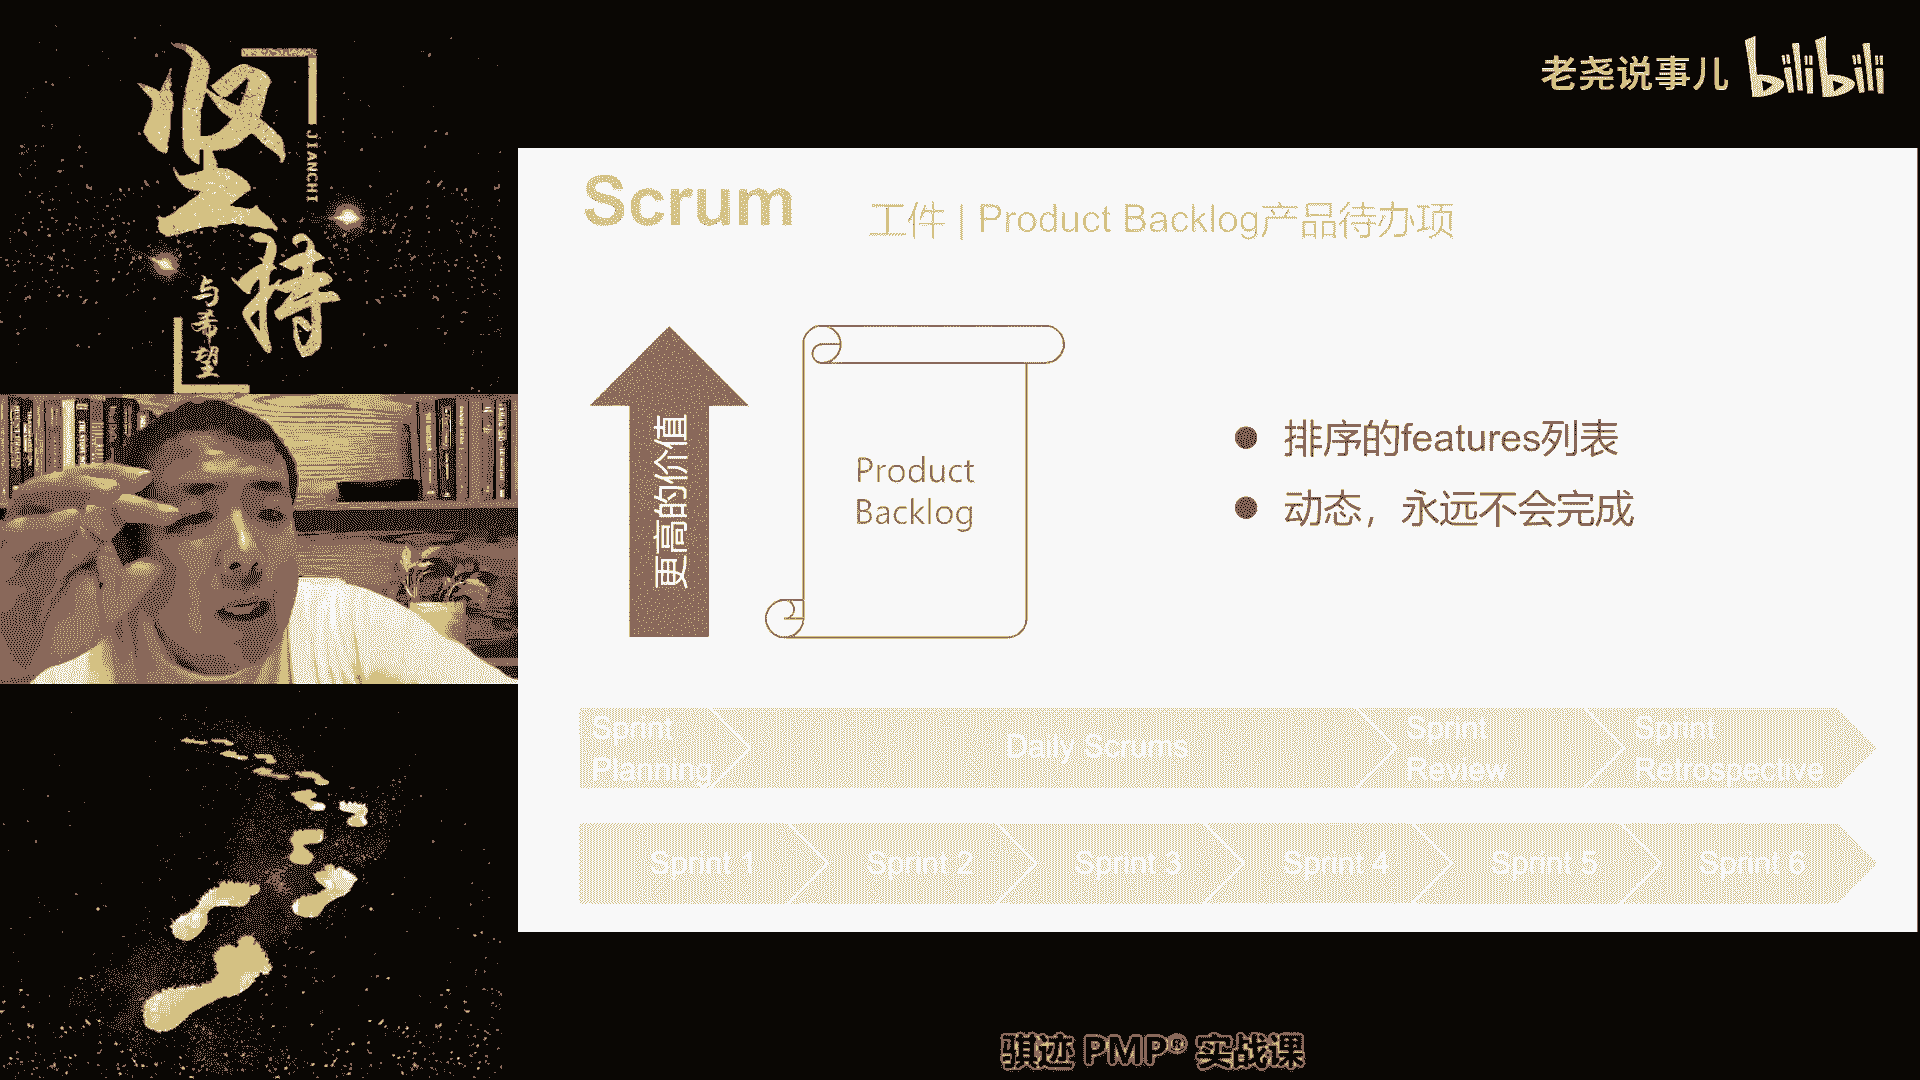 坚持
JIANCHI
与希望
老尧说事儿 bilibili
Scrum
工件 | Product Backlog产品待办项
更高的价值
Product
Backlog
排序的features列表
动态，永远不会完成
Sprint
Planning
Daily Scrums
Sprint
Review
Sprint
Retrospective
Sprint 1
Sprint 2
Sprint 3
Sprint 4
Sprint 5
Sprint 6
骐迹 PMP® 实战课